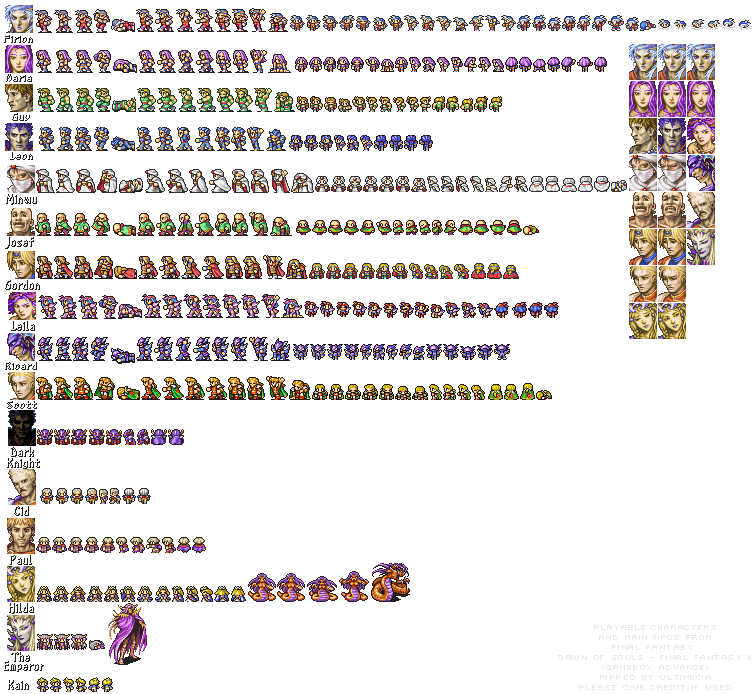 Firion
Maria
Guy
Leon
Minwu
Josef
Gordon
Leila
Ricard
Scott
Dark
Knight
Cid
Paul
Hilda
The
Emperor
Kain
PLAYABLE CHARACTERS
AND MAIN NPCS FROM
FINAL FANTASY
DAWN OF SOULS - FINAL FANTASY II
(GAMEBOY ADVANCE)
RIPPED BY ULTIMECIA
PLEASE GIVE CREDIT IF USED